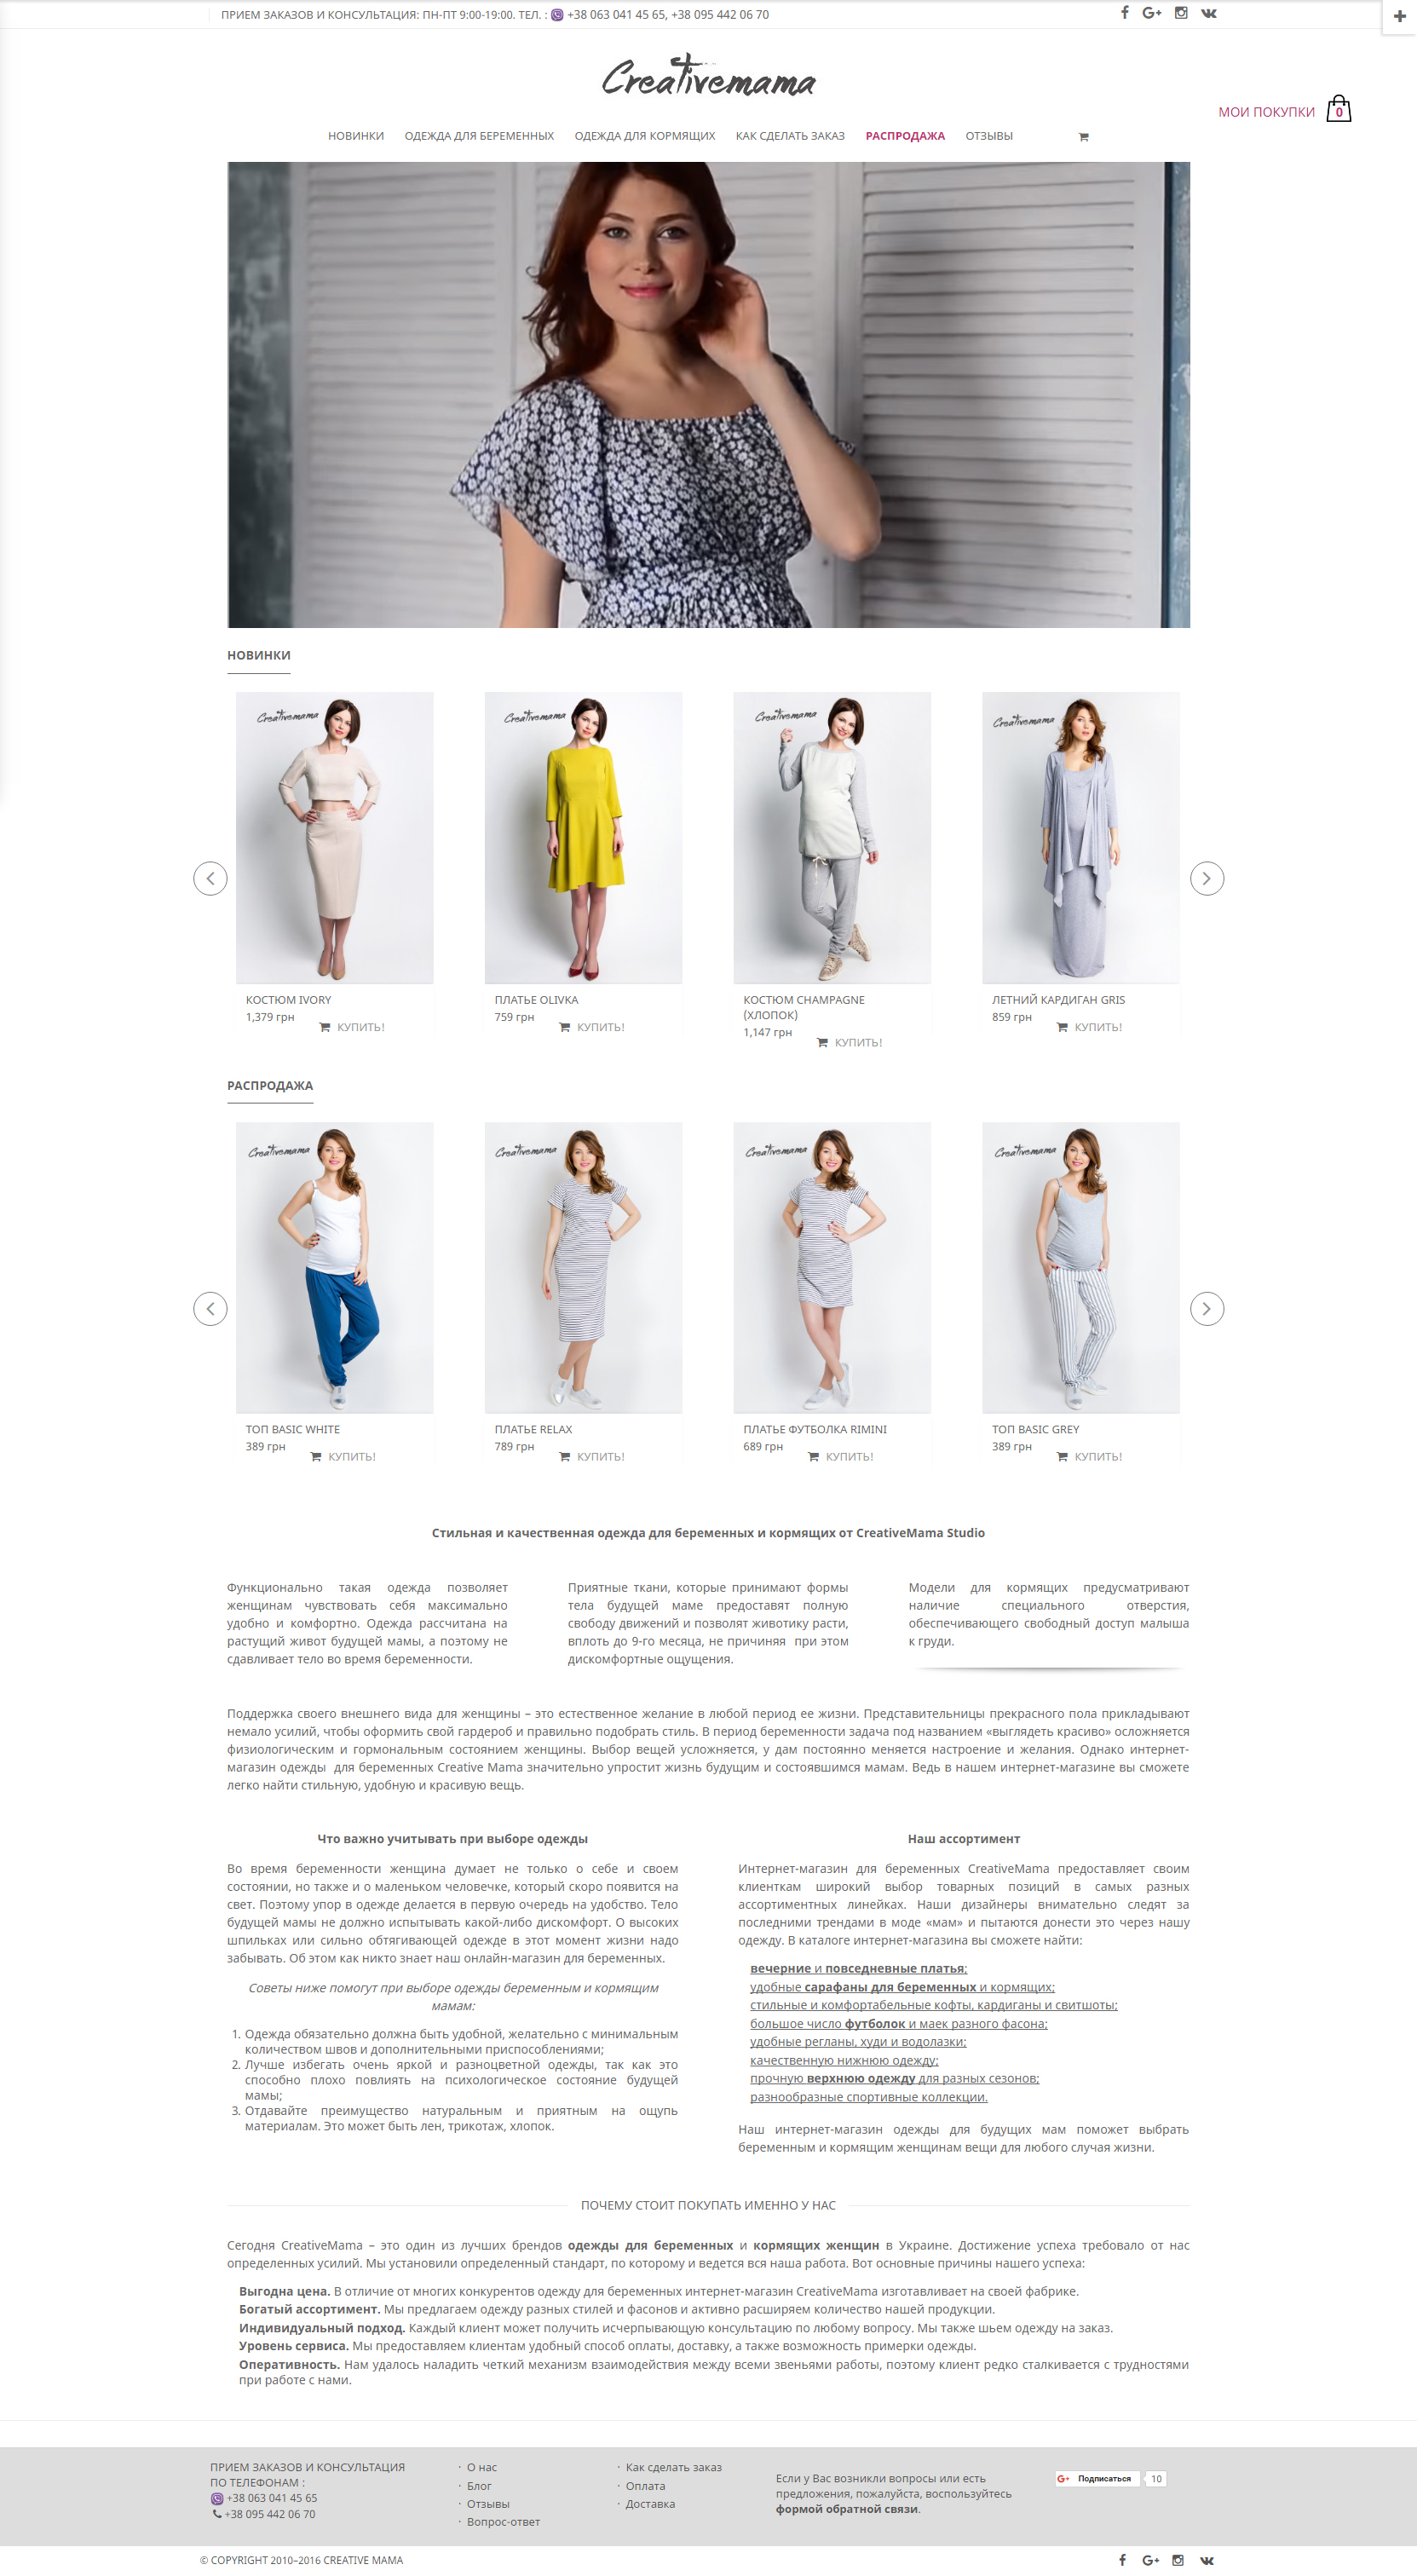 ПРИЕМ ЗАКАЗОВ И КОНСУЛЬТАЦИЯ: ПН-ПТ 9:00-19:00. ТЕЛ. : +38 063 041 45 65, +38 095 442 06 70
Creativemama
МОИ ПОКУПКИ 0
НОВИНКИ ОДЕЖДА ДЛЯ БЕРЕМЕННЫХ ОДЕЖДА ДЛЯ КОРМЯЩИХ КАК СДЕЛАТЬ ЗАКАЗ РАСПРОДАЖА ОТЗЫВЫ
НОВИНКИ
Creativemama Creativemama Creativemama Creativemama
КОСТЮМ IVORY
1,379 грн
КУПИТЬ!
ПЛАТЬЕ OLIVKA
759 грн
КУПИТЬ!
КОСТЮМ CHAMPAGNE
(ХЛОПОК)
1,147 грн
КУПИТЬ!
ЛЕТНИЙ КАРДИГАН GRIS
859 грн
КУПИТЬ!
РАСПРОДАЖА
Creativemama Creativemama Creativemama Creativemama
ТОП BASIC WHITE
389 грн
КУПИТЬ!
ПЛАТЬЕ RELAX
789 грн
КУПИТЬ!
ПЛАТЬЕ ФУТБОЛКА RIMINI
689 грн
КУПИТЬ!
ТОП BASIC GREY
389 грн
КУПИТЬ!
Стильная и качественная одежда для беременных и кормящих от CreativeMama Studio
Функционально такая одежда позволяет
женщинам чувствовать себя максимально
удобно и комфортно. Одежда рассчитана на
растущий живот будущей мамы, а поэтому не
сдавливает тело во время беременности.
Приятные ткани, которые принимают формы
тела будущей маме предоставят полную
свободу движений и позволят животику расти,
вплоть до 9-го месяца, не причиняя при этом
дискомфортные ощущения.
Модели для кормящих предусматривают
наличие специального отверстия,
обеспечивающего свободный доступ малыша
к груди.
Поддержка своего внешнего вида для женщины – это естественное желание в любой период ее жизни. Представительницы прекрасного пола прикладывают
немало усилий, чтобы оформить свой гардероб и правильно подобрать стиль. В период беременности задача под названием «выглядеть красиво» осложняется
физиологическим и гормональным состоянием женщины. Выбор вещей усложняется, у дам постоянно меняется настроение и желания. Однако интернет-
магазин одежды для беременных Creative Mama значительно упростит жизнь будущим и состоявшимся мамам. Ведь в нашем интернет-магазине вы сможете
легко найти стильную, удобную и красивую вещь.
Что важно учитывать при выборе одежды
Во время беременности женщина думает не только о себе и своем
состоянии, но также и о маленьком человечке, который скоро появится на
свет. Поэтому упор в одежде делается в первую очередь на удобство. Тело
будущей мамы не должно испытывать какой-либо дискомфорт. О высоких
шпильках или сильно обтягивающей одежде в этот момент жизни надо
забывать. Об этом как никто знает наш онлайн-магазин для беременных.
Советы ниже помогут при выборе одежды беременным и кормящим
мамам:
1. Одежда обязательно должна быть удобной, желательно с минимальным
количеством швов и дополнительными приспособлениями;
2. Лучше избегать очень яркой и разноцветной одежды, так как это
способно плохо повлиять на психологическое состояние будущей
мамы;
3. Отдавайте преимущество натуральным и приятным на ощупь
материалам. Это может быть лен, трикотаж, хлопок.
Наш ассортимент
Интернет-магазин для беременных CreativeMama предоставляет своим
клиенткам широкий выбор товарных позиций в самых разных
ассортиментных линейках. Наши дизайнеры внимательно следят за
последними трендами в моде «мам» и пытаются донести это через нашу
одежду. В каталоге интернет-магазина вы сможете найти:
вечерние и повседневные платья;
удобные сарафаны для беременных и кормящих;
стильные и комфортабельные кофты, кардиганы и свитшоты;
большое число футболок и маек разного фасона;
удобные регланы, худи и водолазки;
качественную нижнюю одежду;
прочную верхнюю одежду для разных сезонов;
разнообразные спортивные коллекции.
Наш интернет-магазин одежды для будущих мам поможет выбрать
беременным и кормящим женщинам вещи для любого случая жизни.
ПОЧЕМУ СТОИТ ПОКУПАТЬ ИМЕННО У НАС
Сегодня CreativeMama – это один из лучших брендов одежды для беременных и кормящих женщин в Украине. Достижение успеха требовало от нас
определенных усилий. Мы установили определенный стандарт, по которому и ведется вся наша работа. Вот основные причины нашего успеха:
Выгодна цена. В отличие от многих конкурентов одежду для беременных интернет-магазин CreativeMama изготавливает на своей фабрике.
Богатый ассортимент. Мы предлагаем одежду разных стилей и фасонов и активно расширяем количество нашей продукции.
Индивидуальный подход. Каждый клиент может получить исчерпывающую консультацию по любому вопросу. Мы также шьем одежду на заказ.
Уровень сервиса. Мы предоставляем клиентам удобный способ оплаты, доставку, а также возможность примерки одежды.
Оперативность. Нам удалось наладить четкий механизм взаимодействия между всеми звеньями работы, поэтому клиент редко сталкивается с трудностями
при работе с нами.
ПРИЕМ ЗАКАЗОВ И КОНСУЛЬТАЦИЯ
ПО ТЕЛЕФОНАМ :
+38 063 041 45 65
+38 095 442 06 70
· О нас
· Блог
· Отзывы
· Вопрос-ответ
· Как сделать заказ
· Оплата
· Доставка
Если у Вас возникли вопросы или есть
предложения, пожалуйста, воспользуйтесь
формой обратной связи.
G+ Подписаться 10
© COPYRIGHT 2010–2016 CREATIVE MAMA